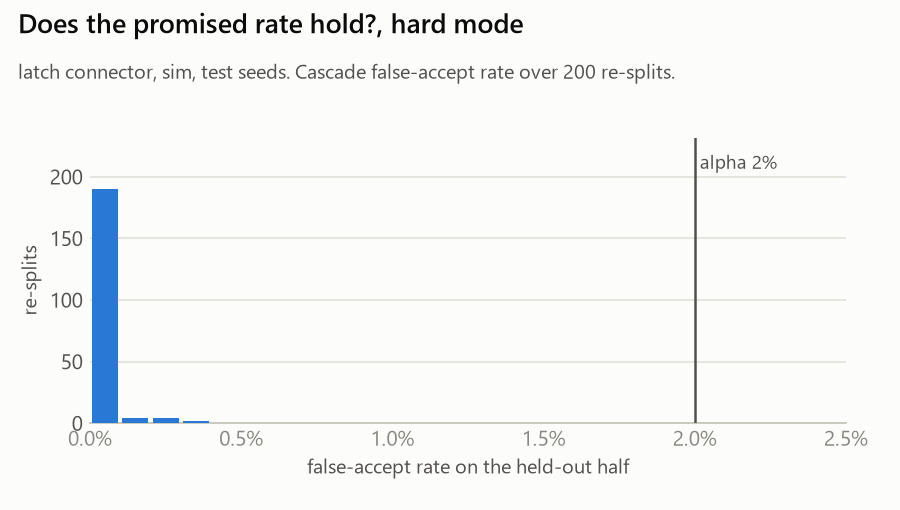 Does the promised rate hold?, hard mode
latch connector, sim, test seeds. Cascade false-accept rate over 200 re-splits.
alpha 2%
200
150
100
50
0
re-splits
0.0% 0.5% 1.0% 1.5% 2.0% 2.5%
false-accept rate on the held-out half